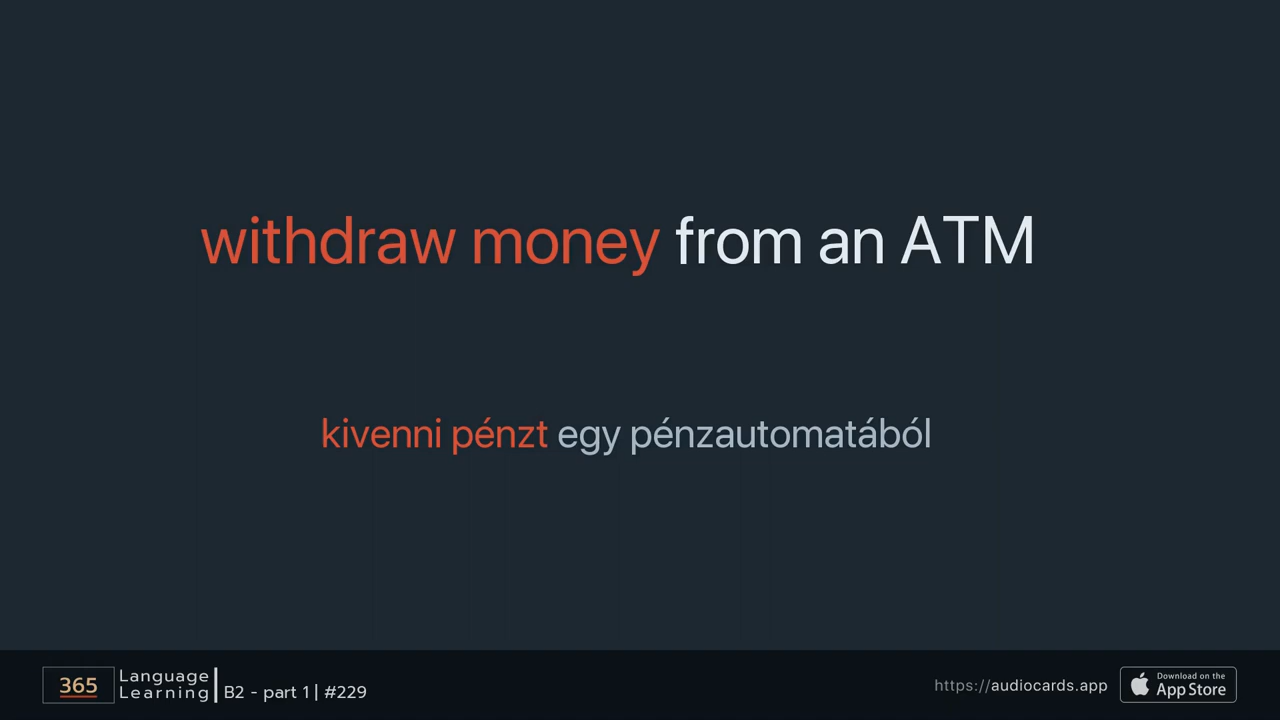 withdraw money from an ATM
kivenni pénzt egy pénzautomatából
365
Language
Learning
B2 - part 1 | #229
https://audiocards.app
Download on the
App Store